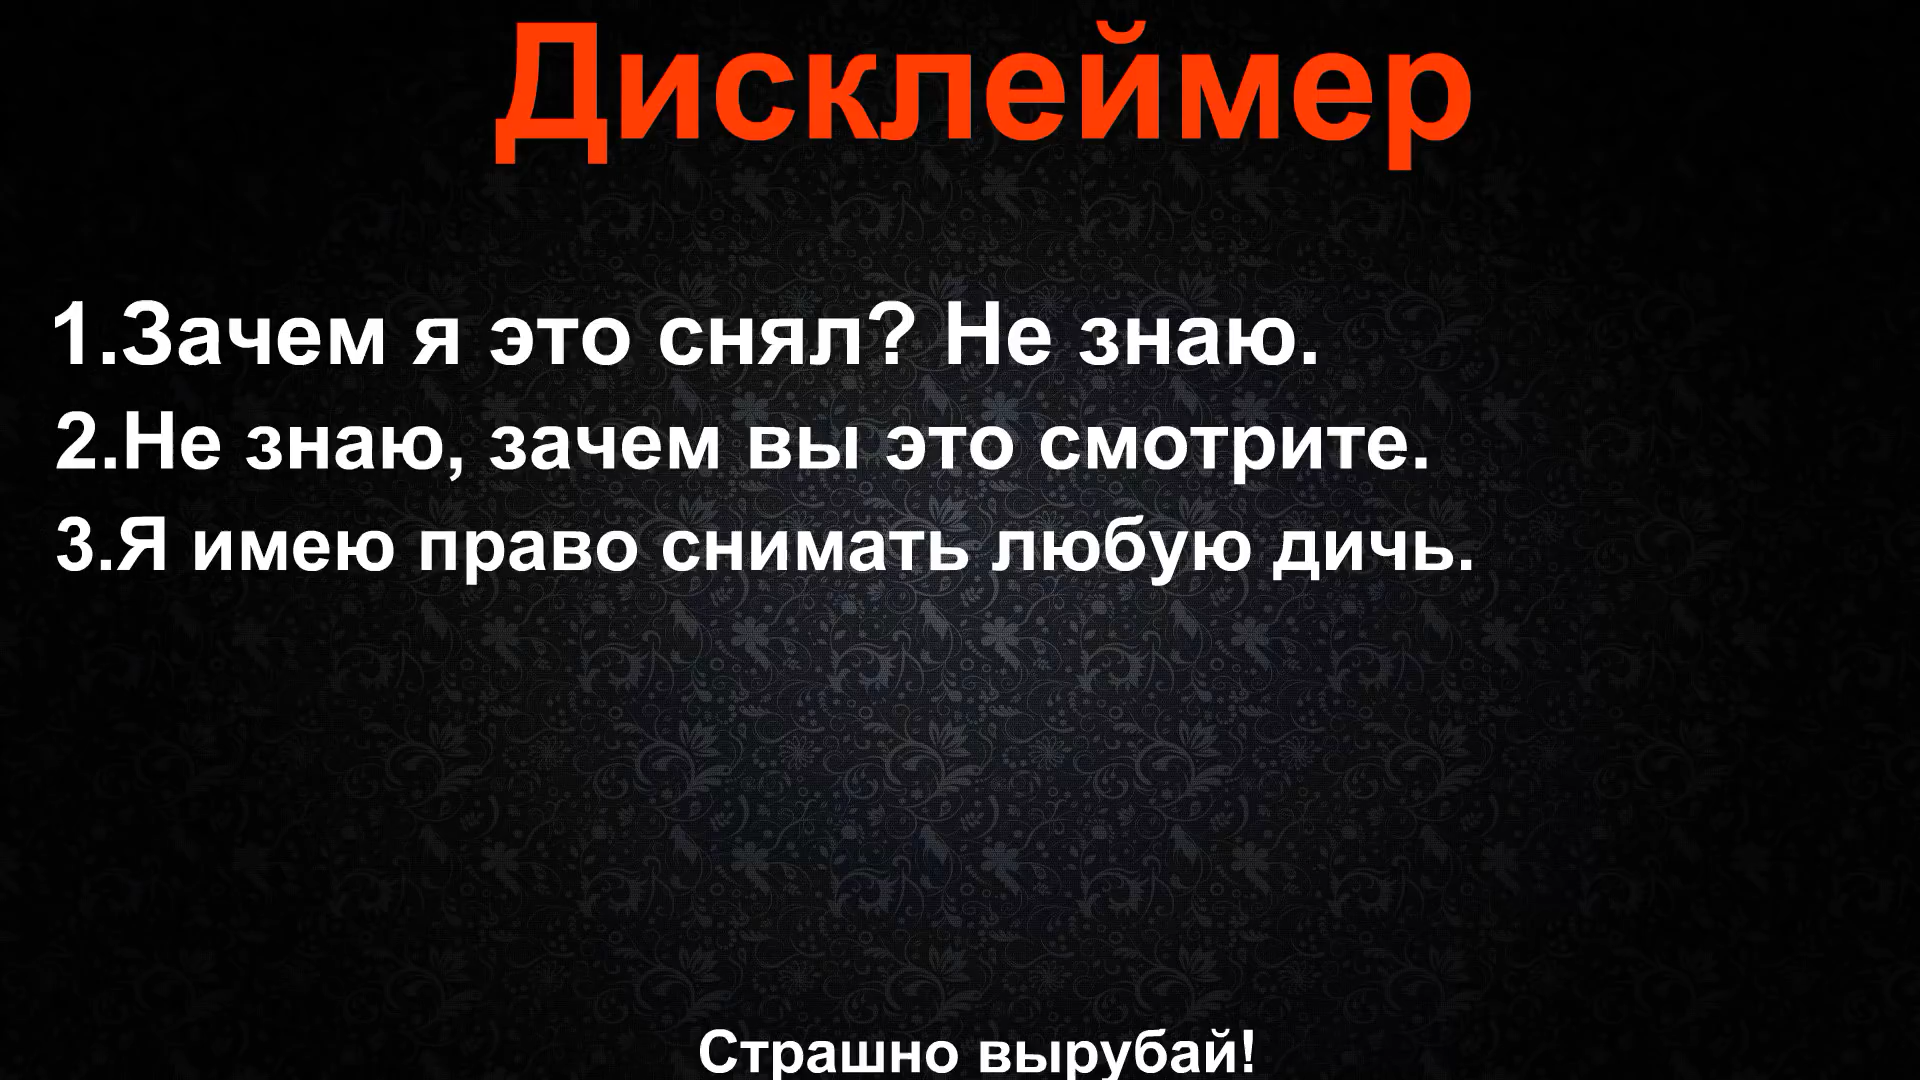 Дисклеймер
1.Зачем я это снял? Не знаю.
2.Не знаю, зачем вы это смотрите.
3.Я имею право снимать любую дичь.
Страшно вырубай!